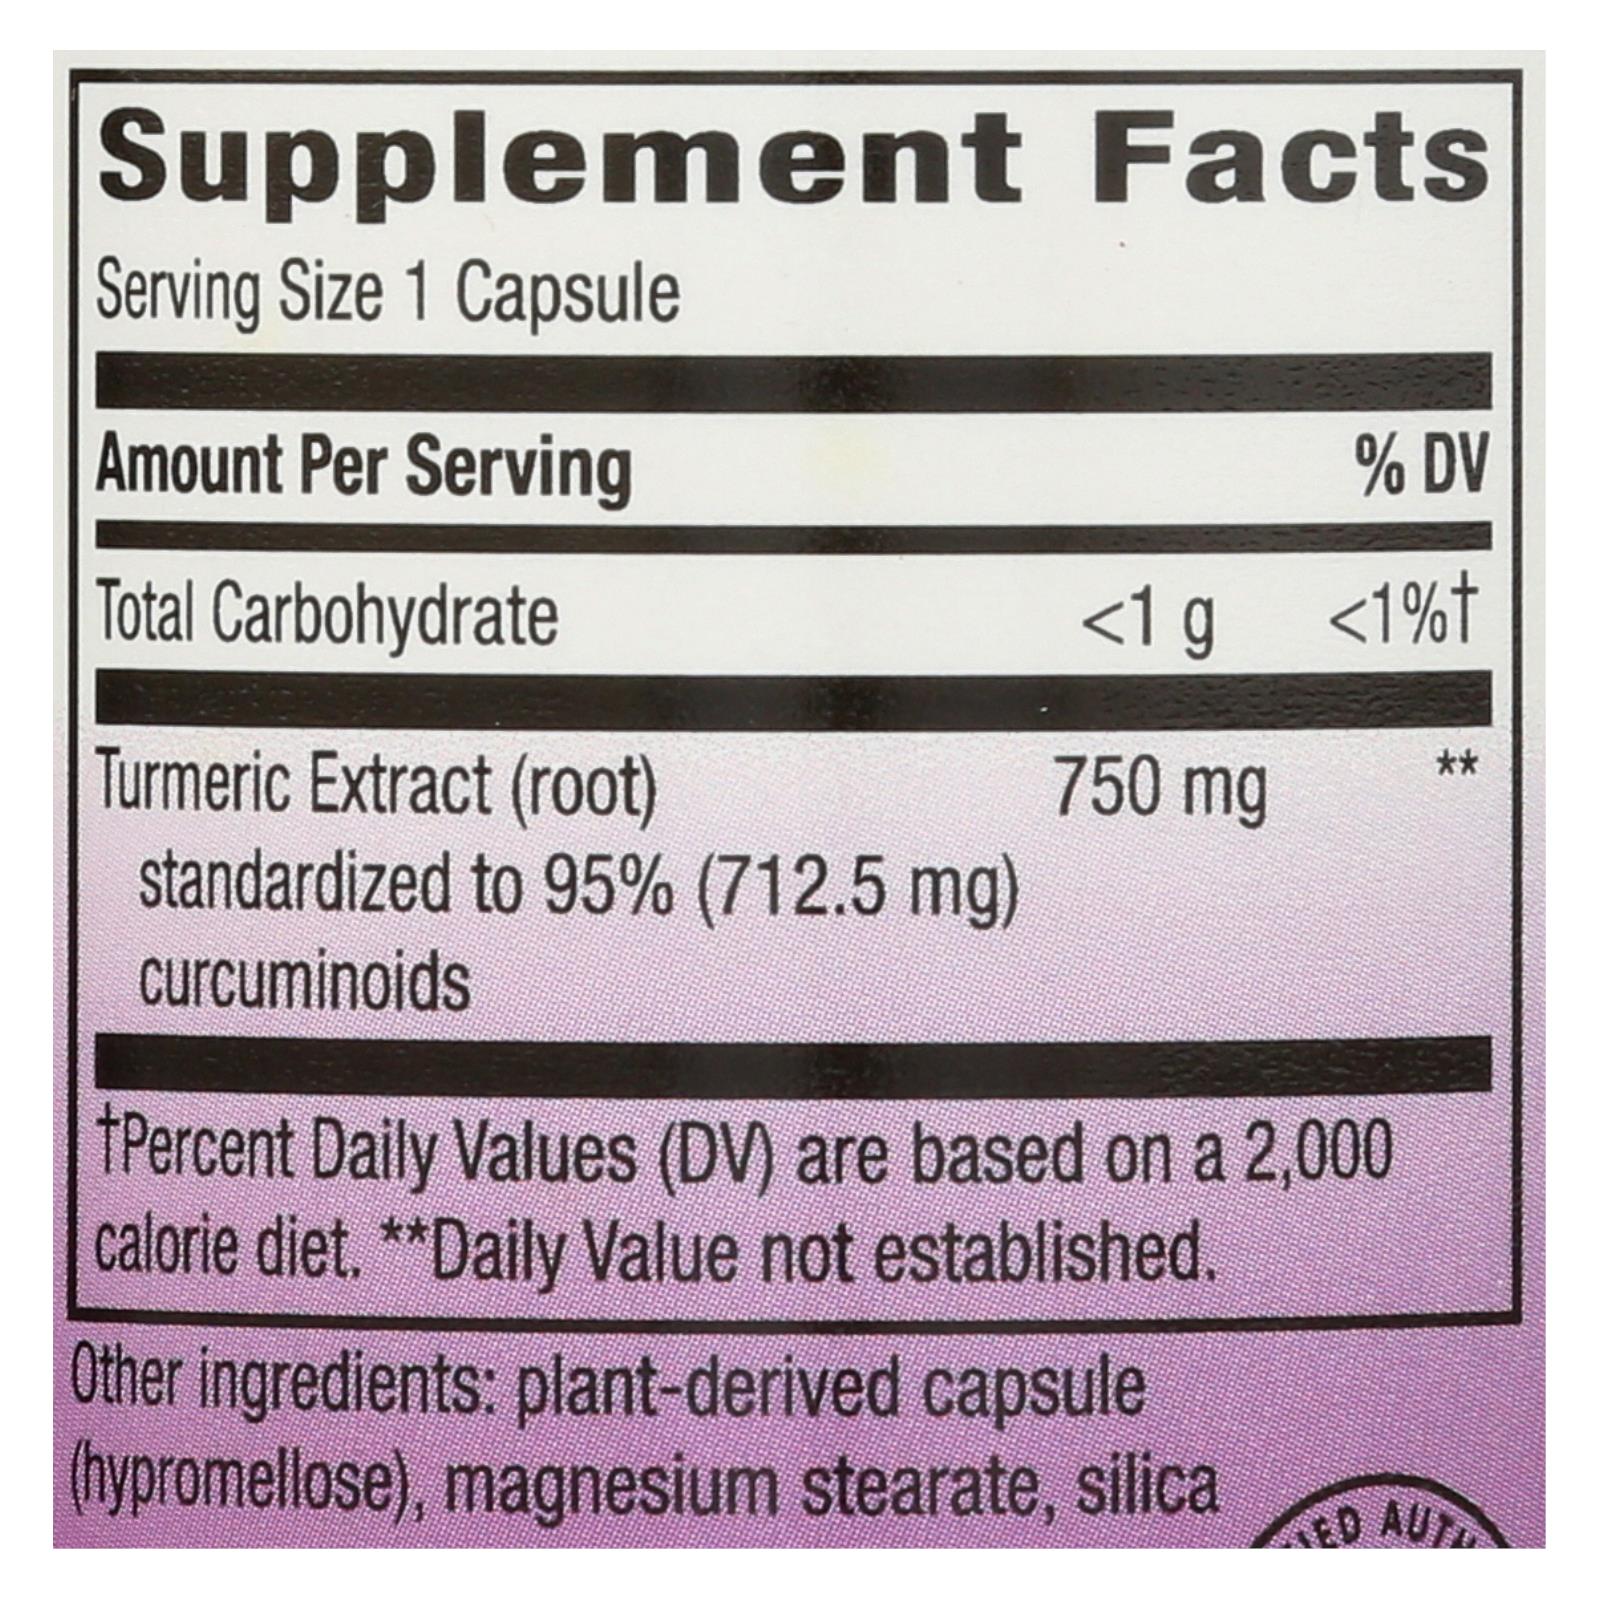 Supplement Facts
Serving Size 1 Capsule
Amount Per Serving % DV
Total Carbohydrate <1 g <1%†
Turmeric Extract (root) 750 mg **
standardized to 95% (712.5 mg)
curcuminoids
†Percent Daily Values (DV) are based on a 2,000
calorie diet. **Daily Value not established.
Other ingredients: plant-derived capsule
(hypromellose), magnesium stearate, silica